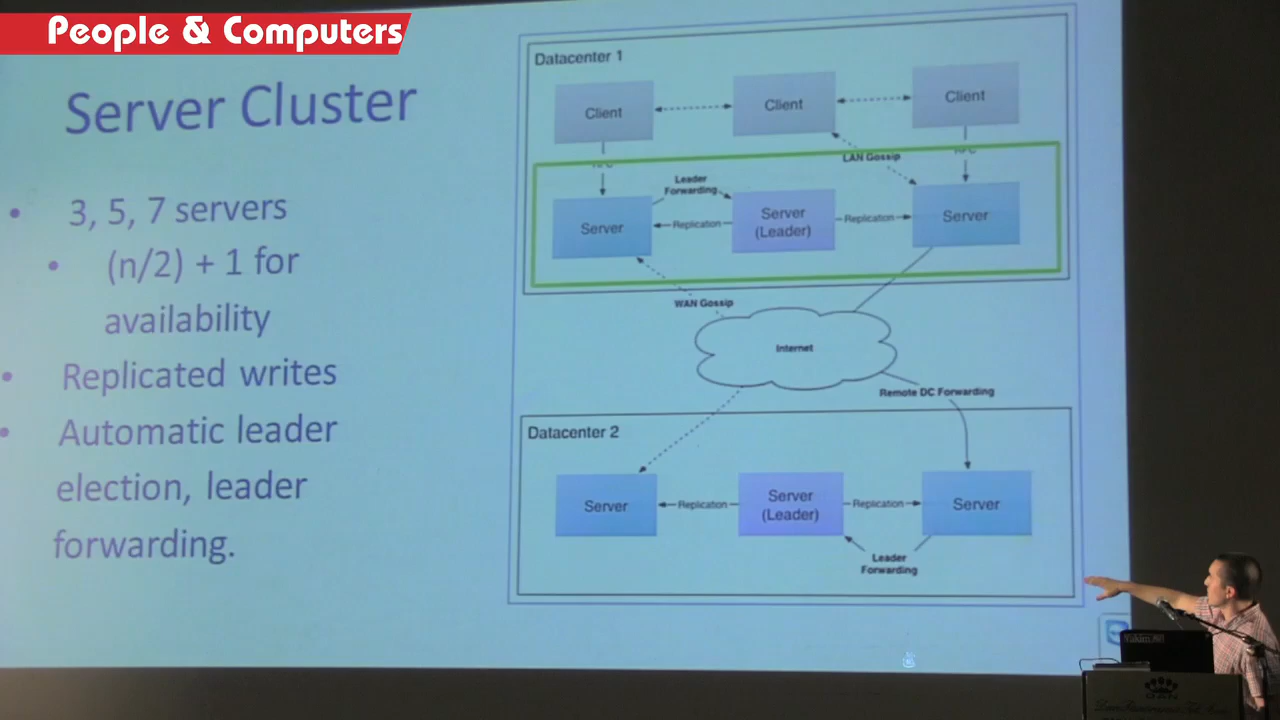 People & Computers
Server Cluster
• 3, 5, 7 servers
• (n/2) + 1 for
availability
• Replicated writes
• Automatic leader
election, leader
forwarding.
Datacenter 1
Client
Client
Client
LAN Gossip
Leader
Forwarding
Server
Replication
Server
(Leader)
Replication
Server
WAN Gossip
Internet
Remote DC Forwarding
Datacenter 2
Server
Replication
Server
(Leader)
Replication
Server
Leader
Forwarding